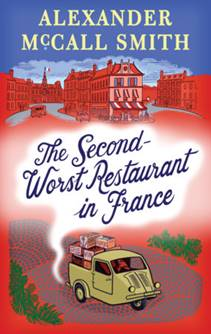 ALEXANDER
McCALL SMITH
The Second-
Worst Restaurant
in France